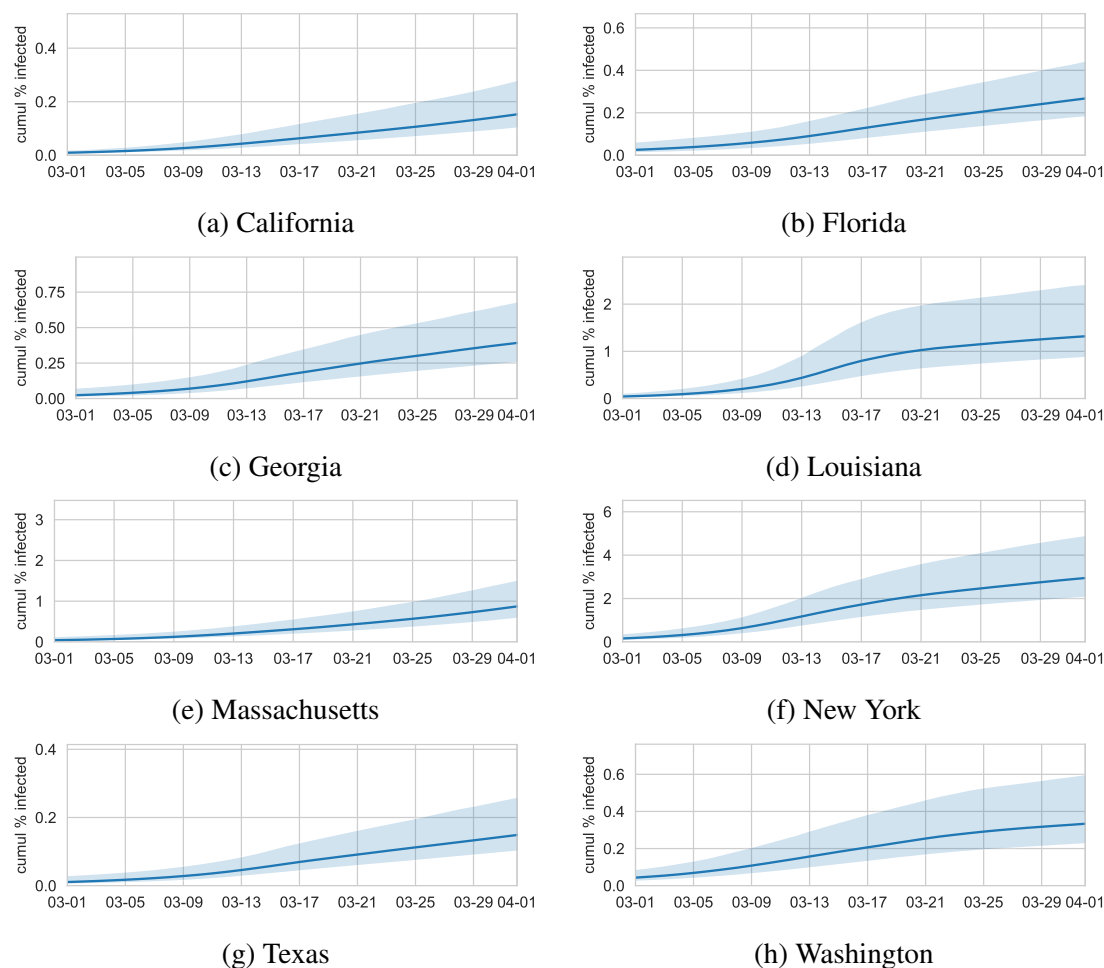 cumul % infected
0.4
0.2
0.0
03-01 03-05 03-09 03-13 03-17 03-21 03-25 03-29 04-01
(a) California
cumul % infected
0.6
0.4
0.2
0.0
03-01 03-05 03-09 03-13 03-17 03-21 03-25 03-29 04-01
(b) Florida
cumul % infected
0.75
0.50
0.25
0.00
03-01 03-05 03-09 03-13 03-17 03-21 03-25 03-29 04-01
(c) Georgia
cumul % infected
2
1
0
03-01 03-05 03-09 03-13 03-17 03-21 03-25 03-29 04-01
(d) Louisiana
cumul % infected
3
2
1
0
03-01 03-05 03-09 03-13 03-17 03-21 03-25 03-29 04-01
(e) Massachusetts
cumul % infected
6
4
2
0
03-01 03-05 03-09 03-13 03-17 03-21 03-25 03-29 04-01
(f) New York
cumul % infected
0.4
0.2
0.0
03-01 03-05 03-09 03-13 03-17 03-21 03-25 03-29 04-01
(g) Texas
cumul % infected
0.6
0.4
0.2
0.0
03-01 03-05 03-09 03-13 03-17 03-21 03-25 03-29 04-01
(h) Washington